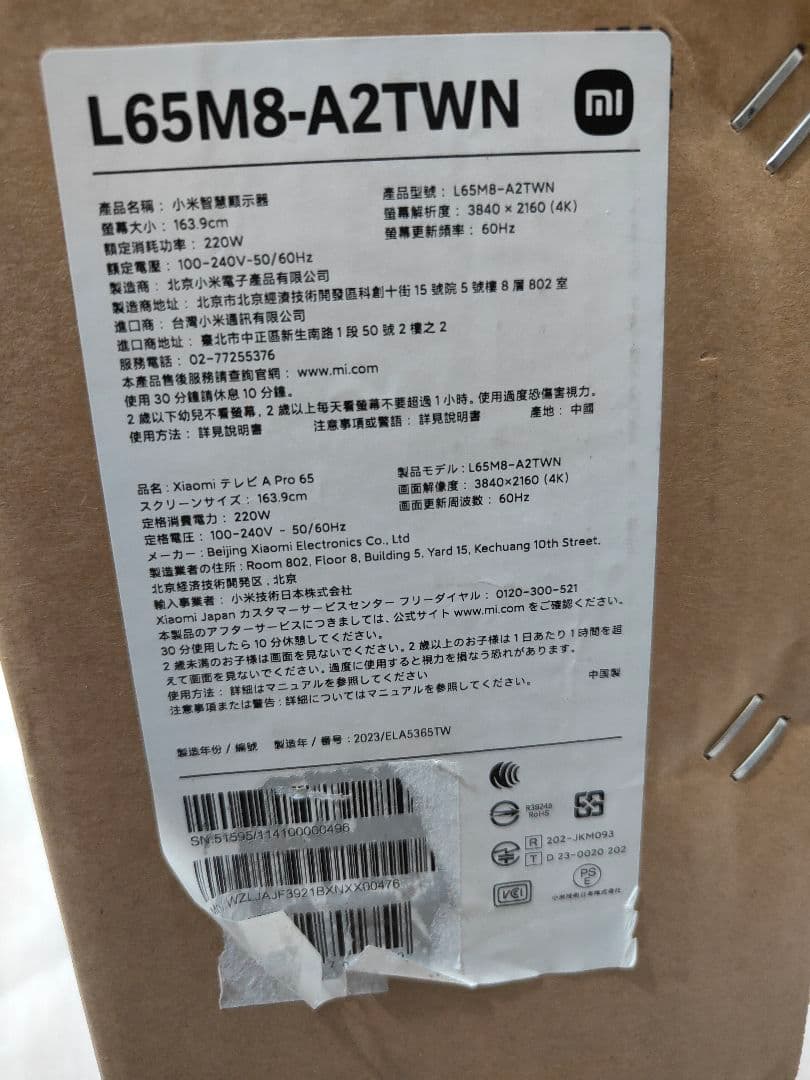 L65M8-A2TWN
mi
產品名稱：小米智慧顯示器
產品型號：L65M8-A2TWN
螢幕大小：163.9cm
螢幕解析度：3840 × 2160 (4K)
額定消耗功率：220W
螢幕更新頻率：60Hz
額定電壓：100-240V-50/60Hz
製造商：北京小米電子產品有限公司
製造商地址：北京市北京經濟技術開發區科創十街 15 號院 5 號樓 8 層 802 室
進口商：台灣小米通訊有限公司
進口商地址：臺北市中正區新生南路 1 段 50 號 2 樓之 2
服務電話：02-77255376
本產品售後服務請查詢官網：www.mi.com
使用 30 分鐘請休息 10 分鐘。
2 歲以下幼兒不看螢幕，2 歲以上每天看螢幕不要超過 1 小時。使用過度恐傷害視力。
使用方法：詳見說明書
注意事項或警語：詳見說明書
產地：中國
品名：Xiaomi テレビ A Pro 65
製品モデル：L65M8-A2TWN
スクリーンサイズ：163.9cm
画面解像度：3840×2160 (4K)
定格消費電力：220W
画面更新周波数：60Hz
定格電圧：100-240V - 50/60Hz
メーカー：Beijing Xiaomi Electronics Co., Ltd
製造業者の住所：Room 802, Floor 8, Building 5, Yard 15, Kechuang 10th Street,
北京経済技術開発区，北京
輸入事業者：小米技術日本株式会社
Xiaomi Japan カスタマーサービスセンター フリーダイヤル：0120-300-521
本製品のアフターサービスにつきましては、公式サイト www.mi.com をご確認ください。
30 分使用したら 10 分休憩してください。
2 歳未満のお子様は画面を見ないでください。2 歳以上のお子様は 1 日あたり 1 時間を超
えて画面を見ないでください。過度に使用すると視力を損なう恐れがあります。
使用方法：詳細はマニュアルを参照してください
注意事項または警告：詳細についてはマニュアルを参照してください。
中国製
製造年份 / 編號 製造年 / 番号：2023/ELA5365TW
SN:51595/114100000496
WZLJAJF3921BXNXX00476
R3B246
RoHS
R 202-JKM093
T D 23-0020 202
VCCI
PS
E
小米技術日本株式会社